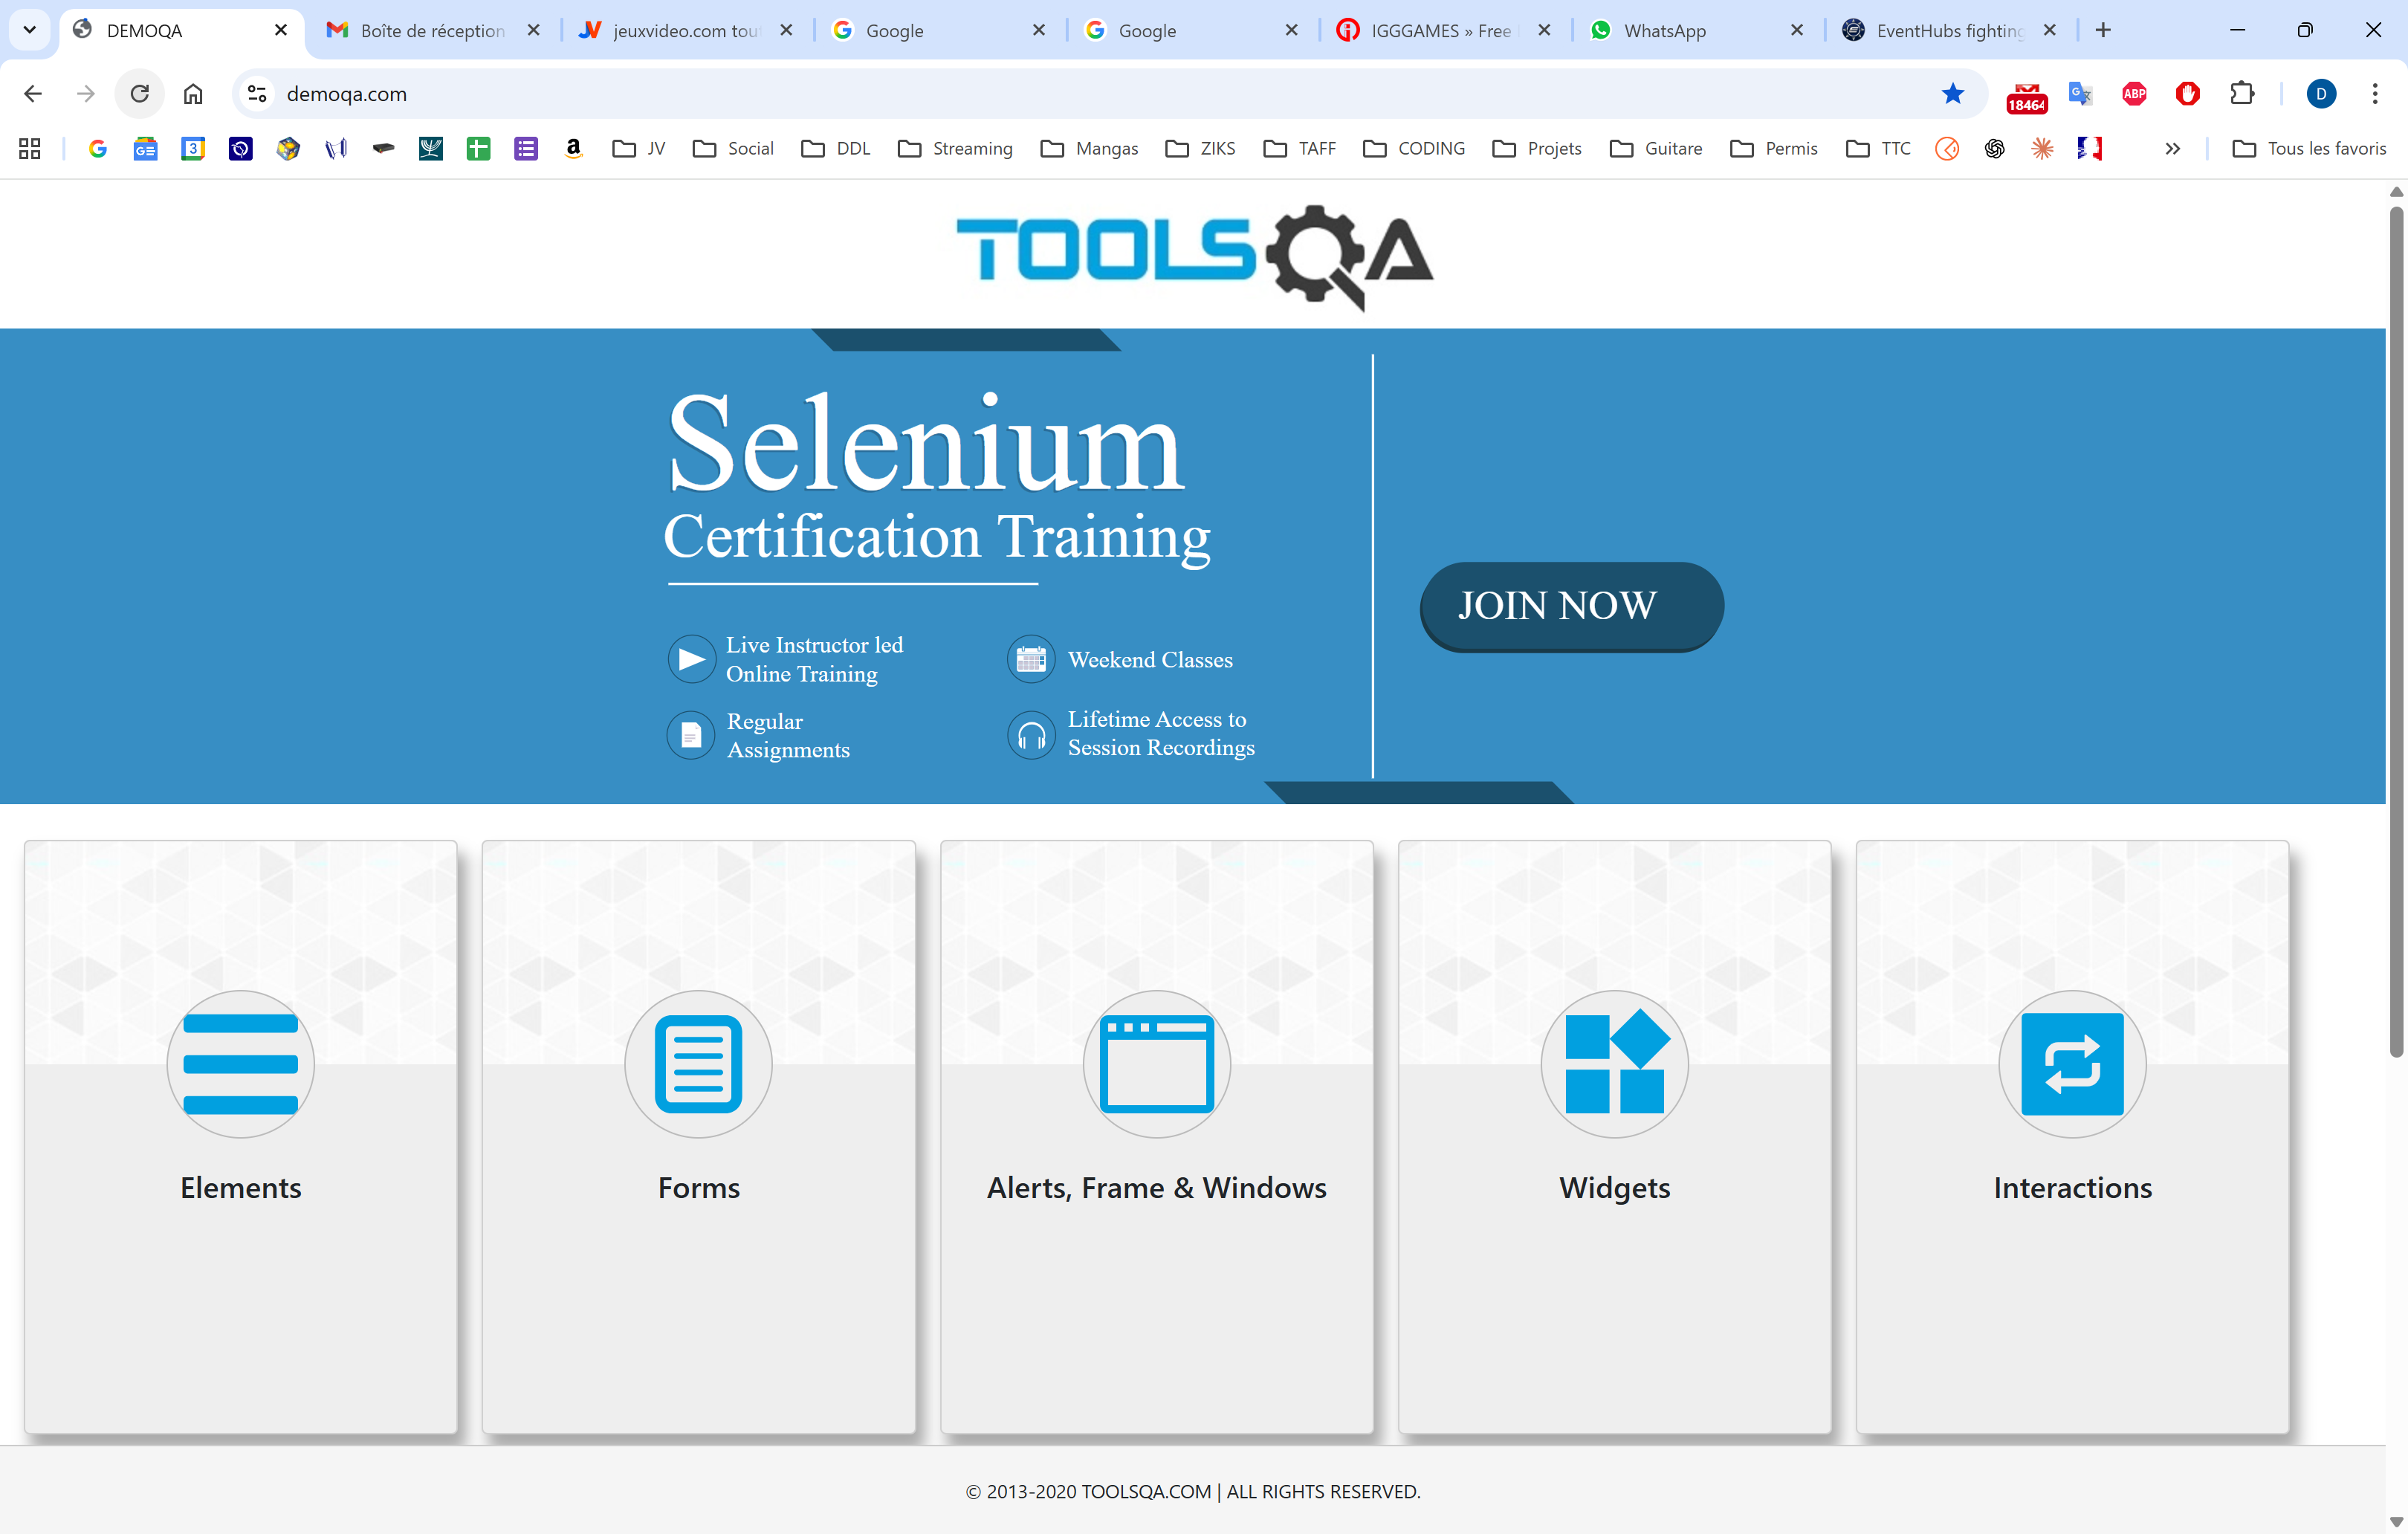 DEMOQA
Boîte de réception
jeuxvideo.com tou
Google
Google
IGGGAMES » Free
WhatsApp
EventHubs fighting
demoqa.com
18464
ABP
D
3
JV
Social
DDL
Streaming
Mangas
ZIKS
TAFF
CODING
Projets
Guitare
Permis
TTC
Tous les favoris
TOOLSQA
Selenium
Certification Training
Live Instructor led
Online Training
Weekend Classes
Regular
Assignments
Lifetime Access to
Session Recordings
JOIN NOW
Elements
Forms
Alerts, Frame & Windows
Widgets
Interactions
© 2013-2020 TOOLSQA.COM | ALL RIGHTS RESERVED.